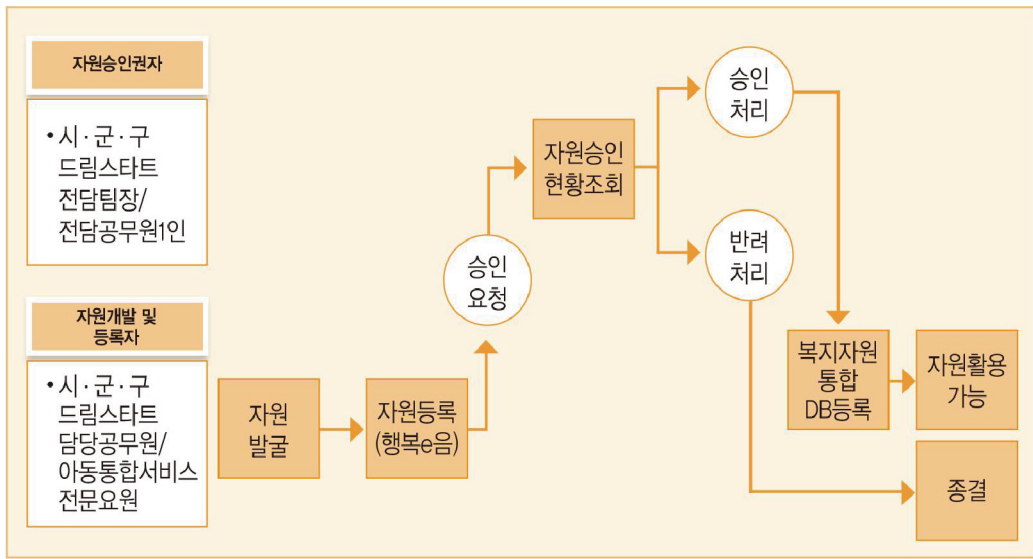 자원승인권자
• 시·군·구
드림스타트
전담팀장/
전담공무원1인
자원개발 및
등록자
• 시·군·구
드림스타트
담당공무원/
아동통합서비스
전문요원
자원
발굴
자원등록
(행복e음)
승인
요청
자원승인
현황조회
승인
처리
반려
처리
복지자원
통합
DB등록
자원활용
가능
종결